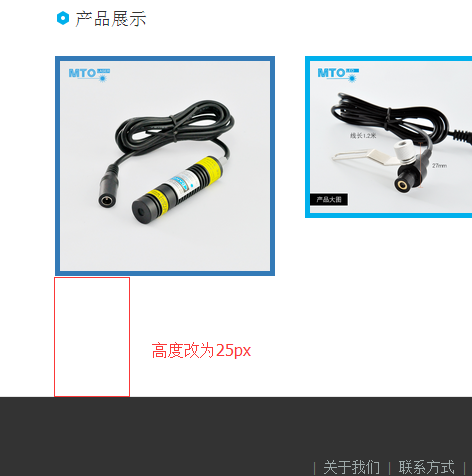 产品展示
MTO
MTO
线长1.2米
27mm
产品大图
高度改为25px
| 关于我们 | 联系方式 |